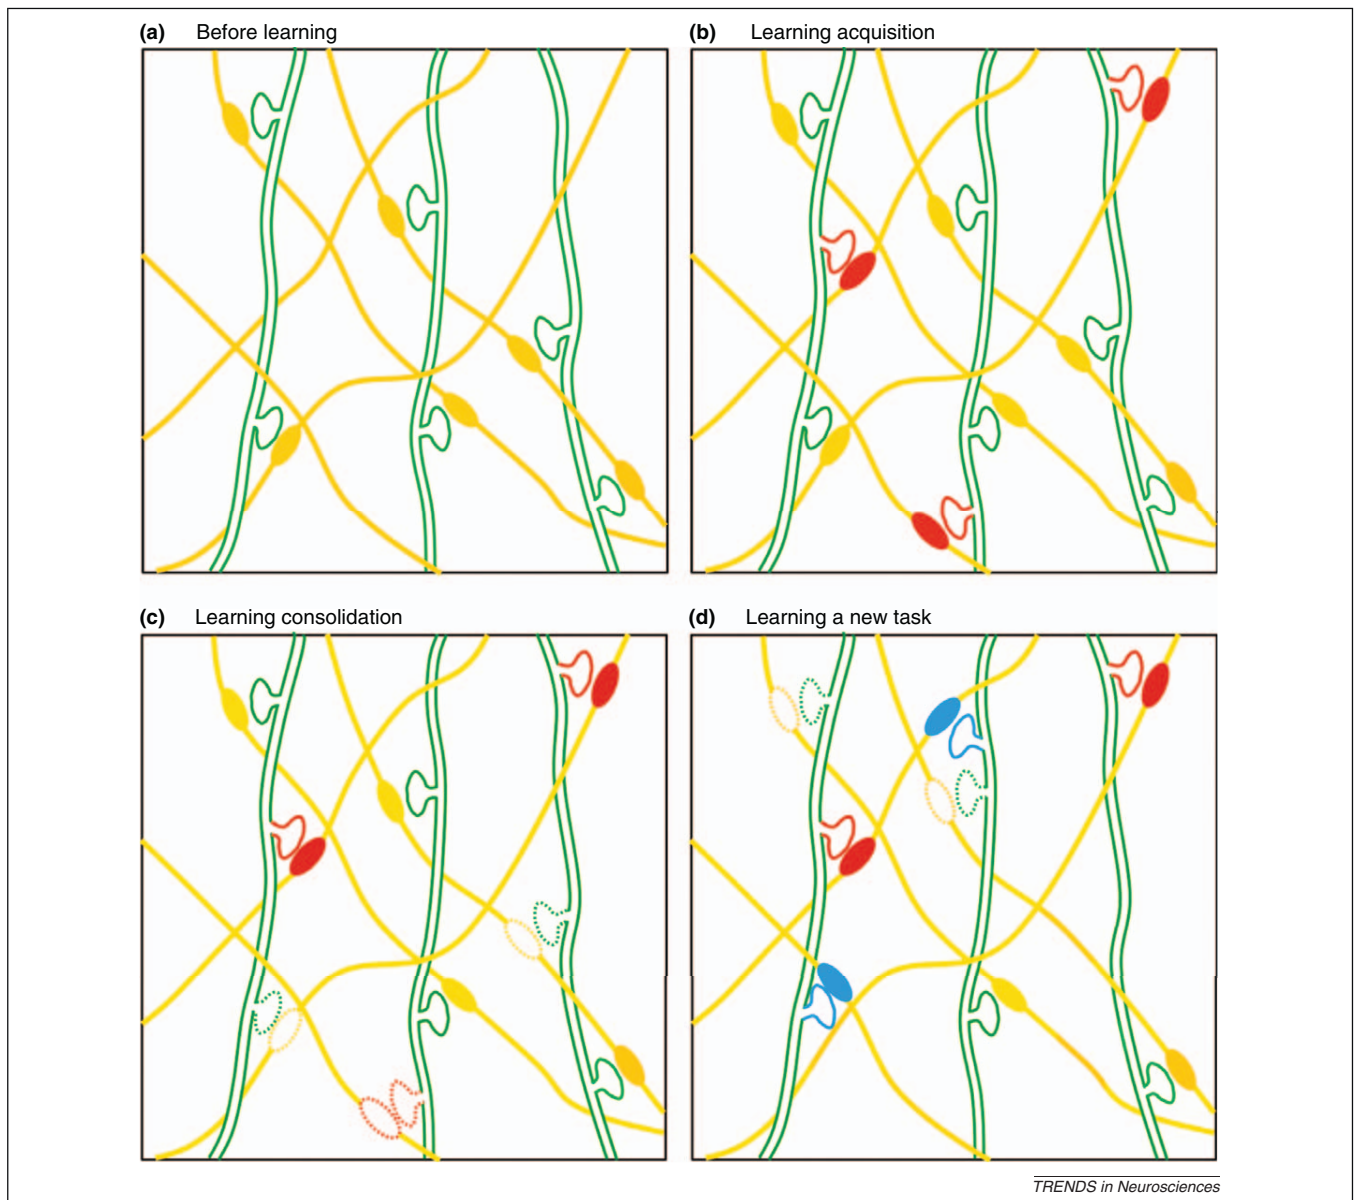 (a) Before learning
(b) Learning acquisition
(c) Learning consolidation
(d) Learning a new task
TRENDS in Neurosciences